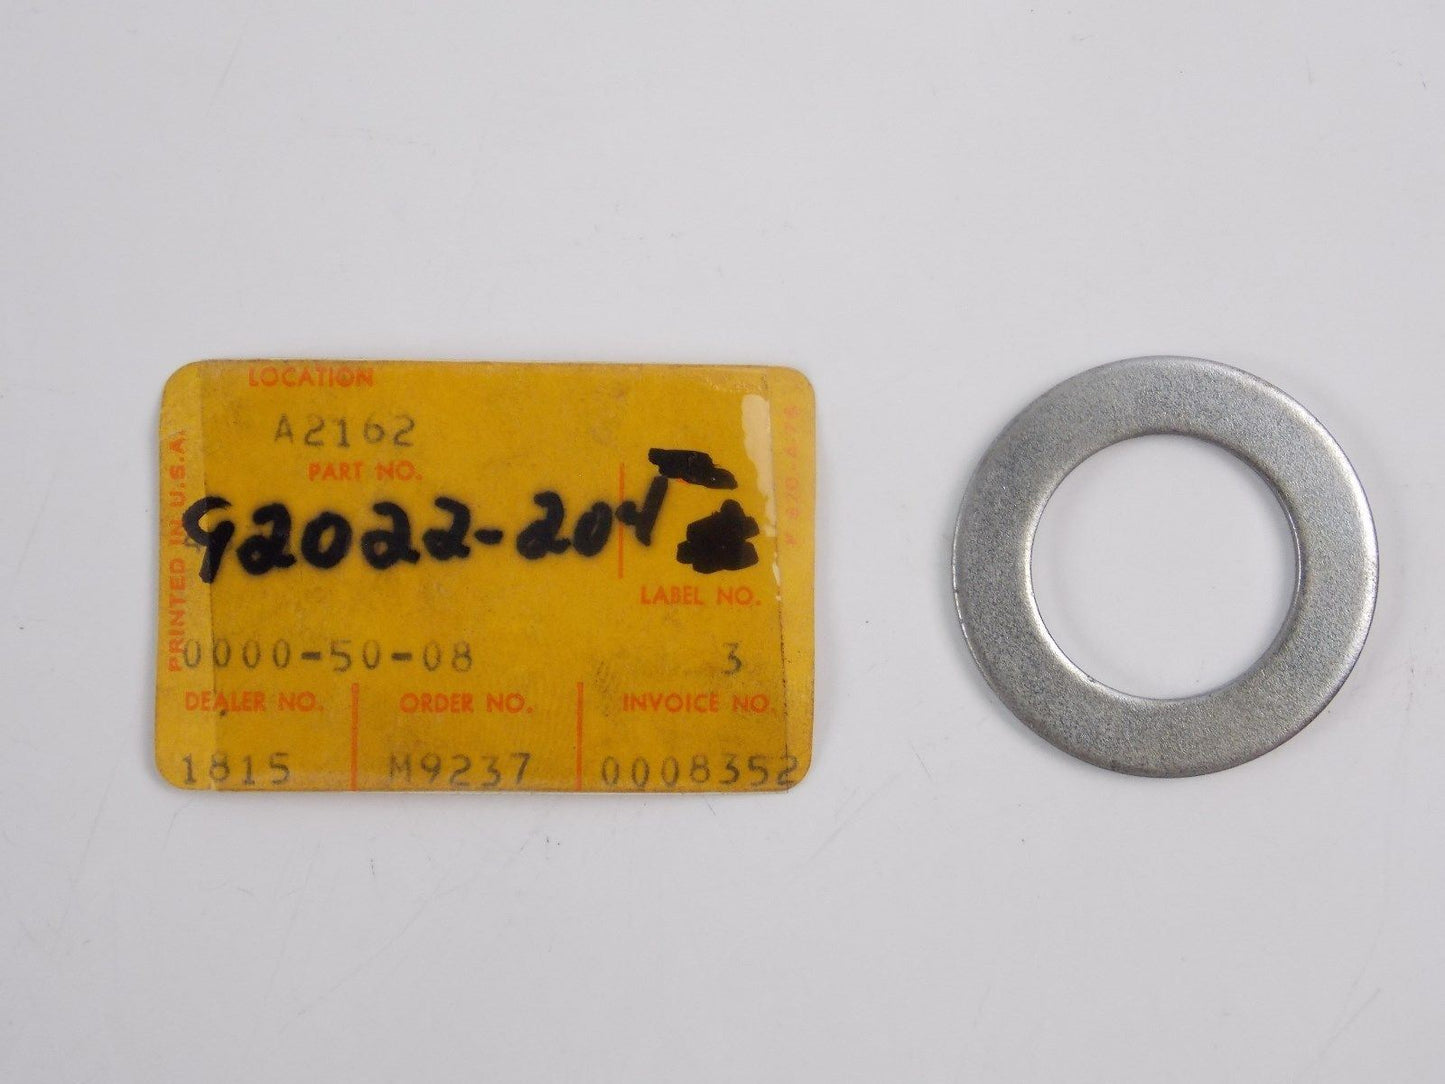 LOCATION
A2162
PART NO.
92022-204
LABEL NO.
0000-50-08 3
DEALER NO. ORDER NO. INVOICE NO.
1815 M9237 0008352
PRINTED IN U.S.A.